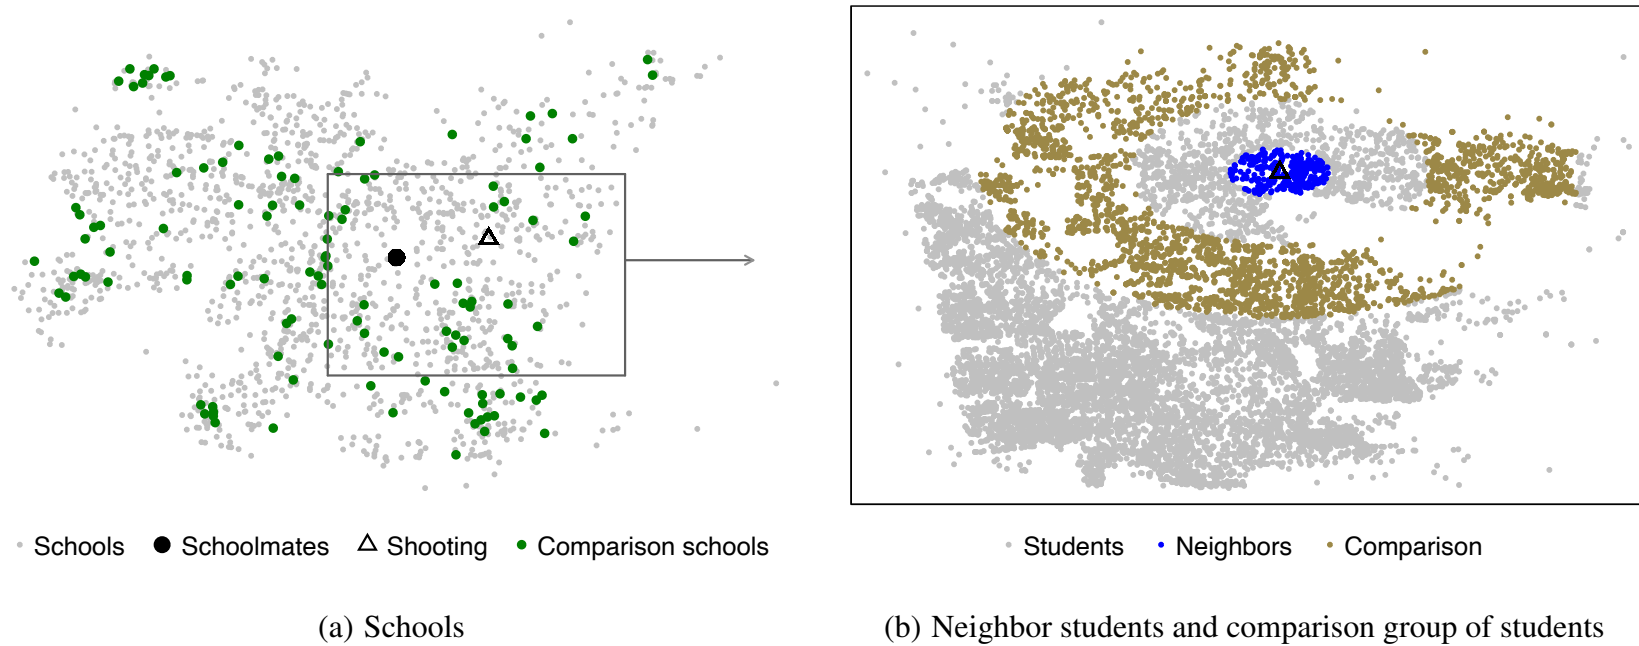 Schools Schoolmates Shooting Comparison schools
Students Neighbors Comparison
(a) Schools
(b) Neighbor students and comparison group of students